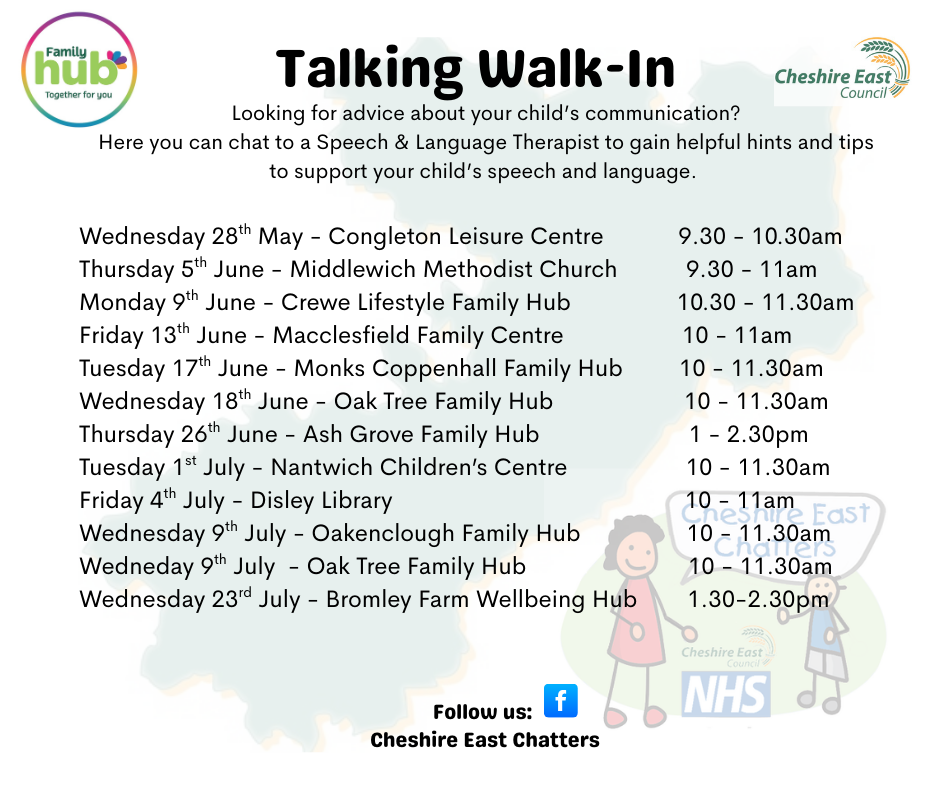 Family
hub
Together for you
Talking Walk-In
Cheshire East
Council
Looking for advice about your child's communication?
Here you can chat to a Speech & Language Therapist to gain helpful hints and tips
to support your child's speech and language.
Wednesday 28th May - Congleton Leisure Centre 9.30 - 10.30am
Thursday 5th June - Middlewich Methodist Church 9.30 - 11am
Monday 9th June - Crewe Lifestyle Family Hub 10.30 - 11.30am
Friday 13th June - Macclesfield Family Centre 10 - 11am
Tuesday 17th June - Monks Coppenhall Family Hub 10 - 11.30am
Wednesday 18th June - Oak Tree Family Hub 10 - 11.30am
Thursday 26th June - Ash Grove Family Hub 1 - 2.30pm
Tuesday 1st July - Nantwich Children's Centre 10 - 11.30am
Friday 4th July - Disley Library 10 - 11am
Wednesday 9th July - Oakenclough Family Hub 10 - 11.30am
Wedneday 9th July - Oak Tree Family Hub 10 - 11.30am
Wednesday 23rd July - Bromley Farm Wellbeing Hub 1.30-2.30pm
Cheshire East
Chatters
Cheshire East
Council
NHS
Follow us: f
Cheshire East Chatters